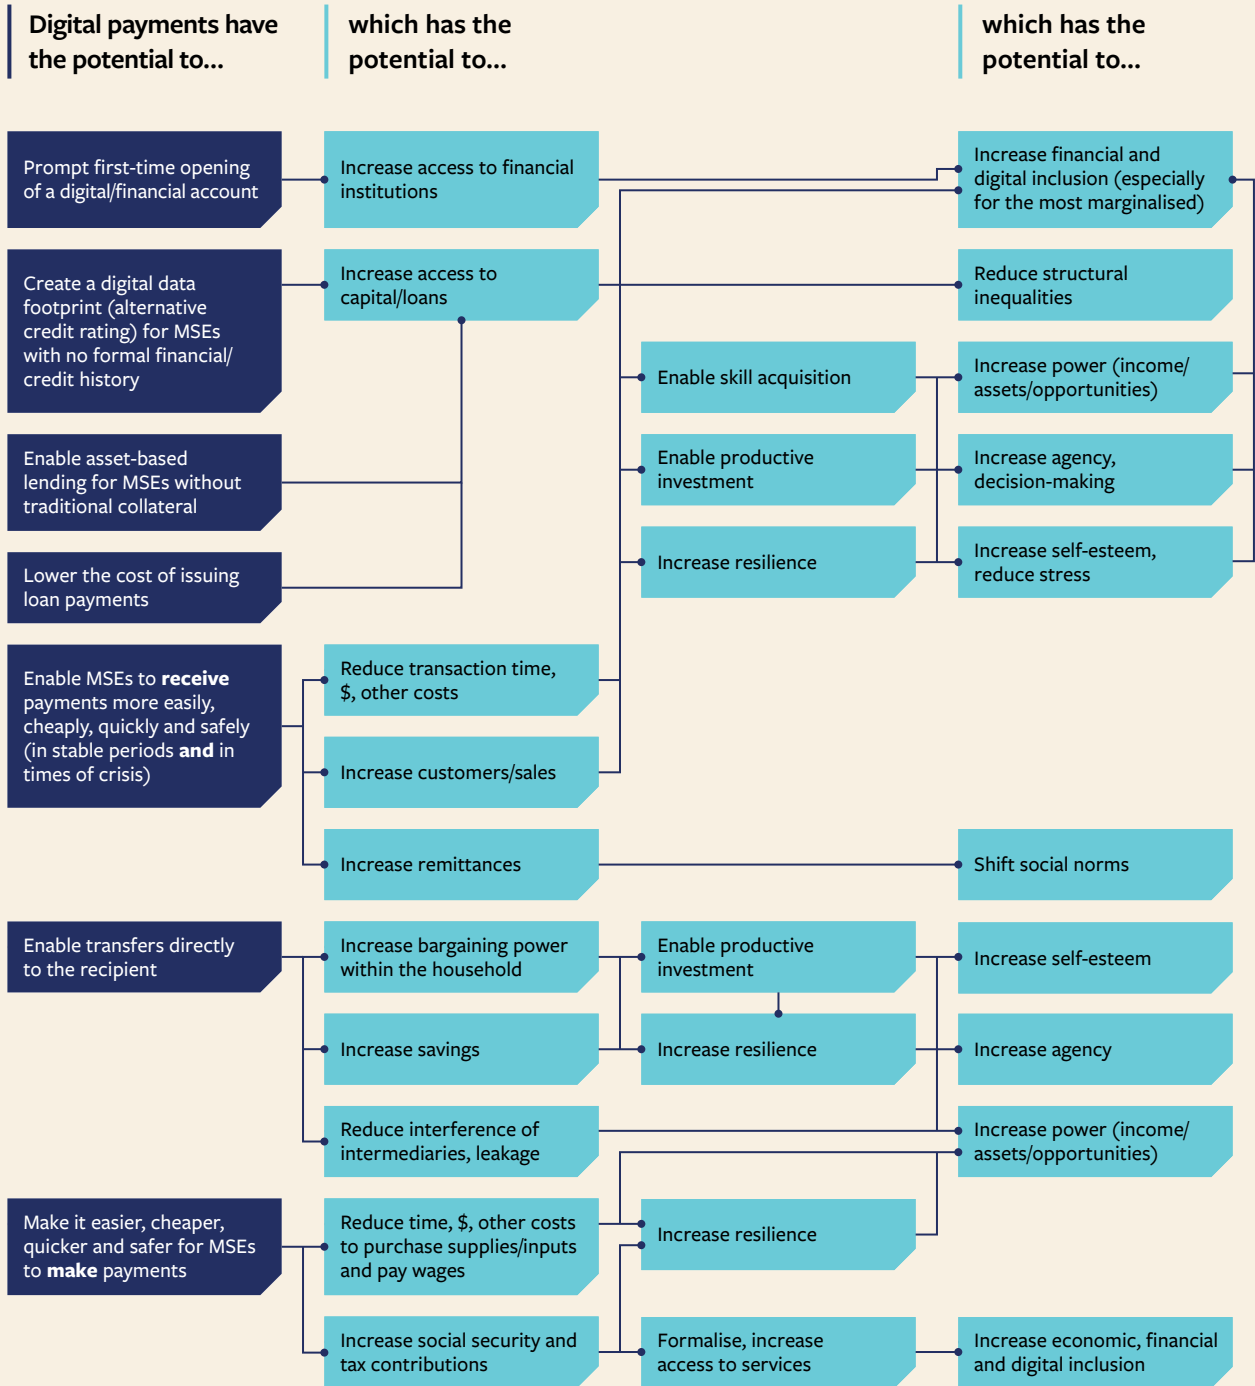 Digital payments have
the potential to...
which has the
potential to...
which has the
potential to...
Prompt first-time opening
of a digital/financial account
Increase access to financial
institutions
Increase financial and
digital inclusion (especially
for the most marginalised)
Create a digital data
footprint (alternative
credit rating) for MSEs
with no formal financial/
credit history
Increase access to
capital/loans
Reduce structural
inequalities
Enable skill acquisition
Increase power (income/
assets/opportunities)
Enable asset-based
lending for MSEs without
traditional collateral
Enable productive
investment
Increase agency,
decision-making
Lower the cost of issuing
loan payments
Increase resilience
Increase self-esteem,
reduce stress
Enable MSEs to receive
payments more easily,
cheaply, quickly and safely
(in stable periods and in
times of crisis)
Reduce transaction time,
$, other costs
Increase customers/sales
Increase remittances
Shift social norms
Enable transfers directly
to the recipient
Increase bargaining power
within the household
Enable productive
investment
Increase self-esteem
Increase savings
Increase resilience
Increase agency
Reduce interference of
intermediaries, leakage
Increase power (income/
assets/opportunities)
Make it easier, cheaper,
quicker and safer for MSEs
to make payments
Reduce time, $, other costs
to purchase supplies/inputs
and pay wages
Increase resilience
Increase social security and
tax contributions
Formalise, increase
access to services
Increase economic, financial
and digital inclusion